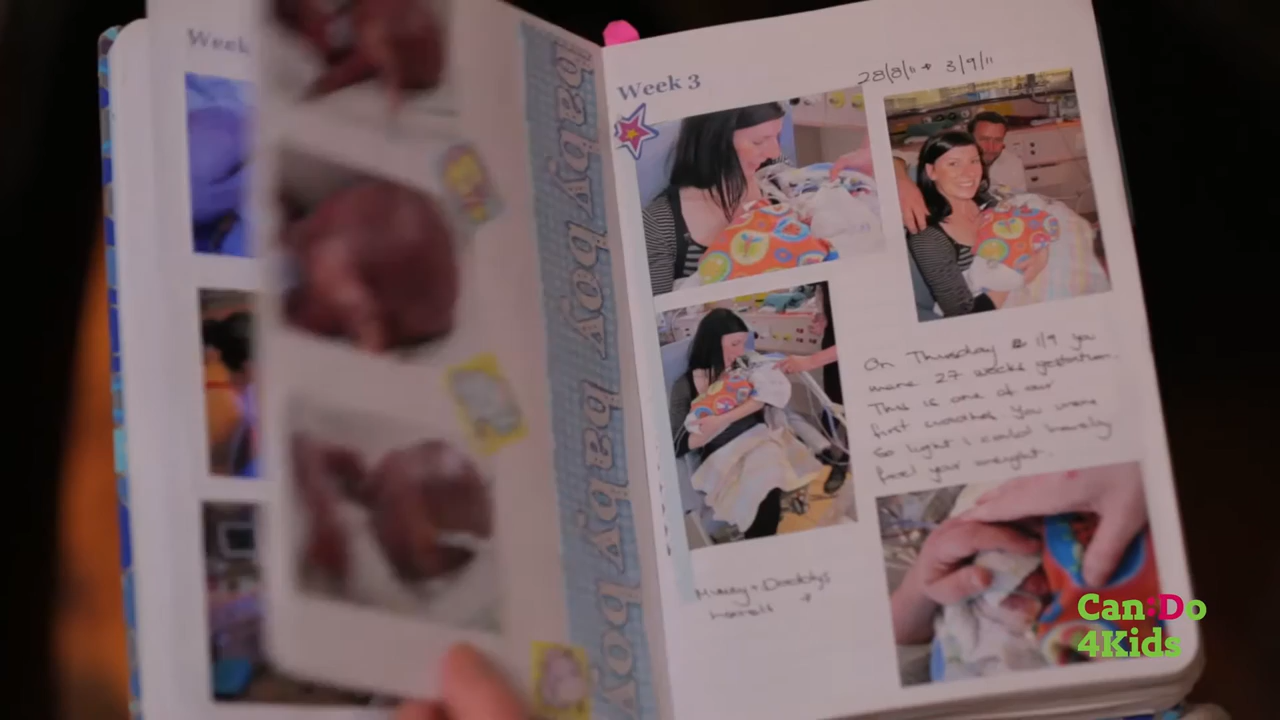 Week
baby boy baby boy
Week 3
28/8/11 → 3/9/11
On Thursday 1/9 you
were 27 weeks gestation.
This is one of our
first You were
so light I could barely
feel your weight.
Mummy + Daddys
Can:Do
4Kids